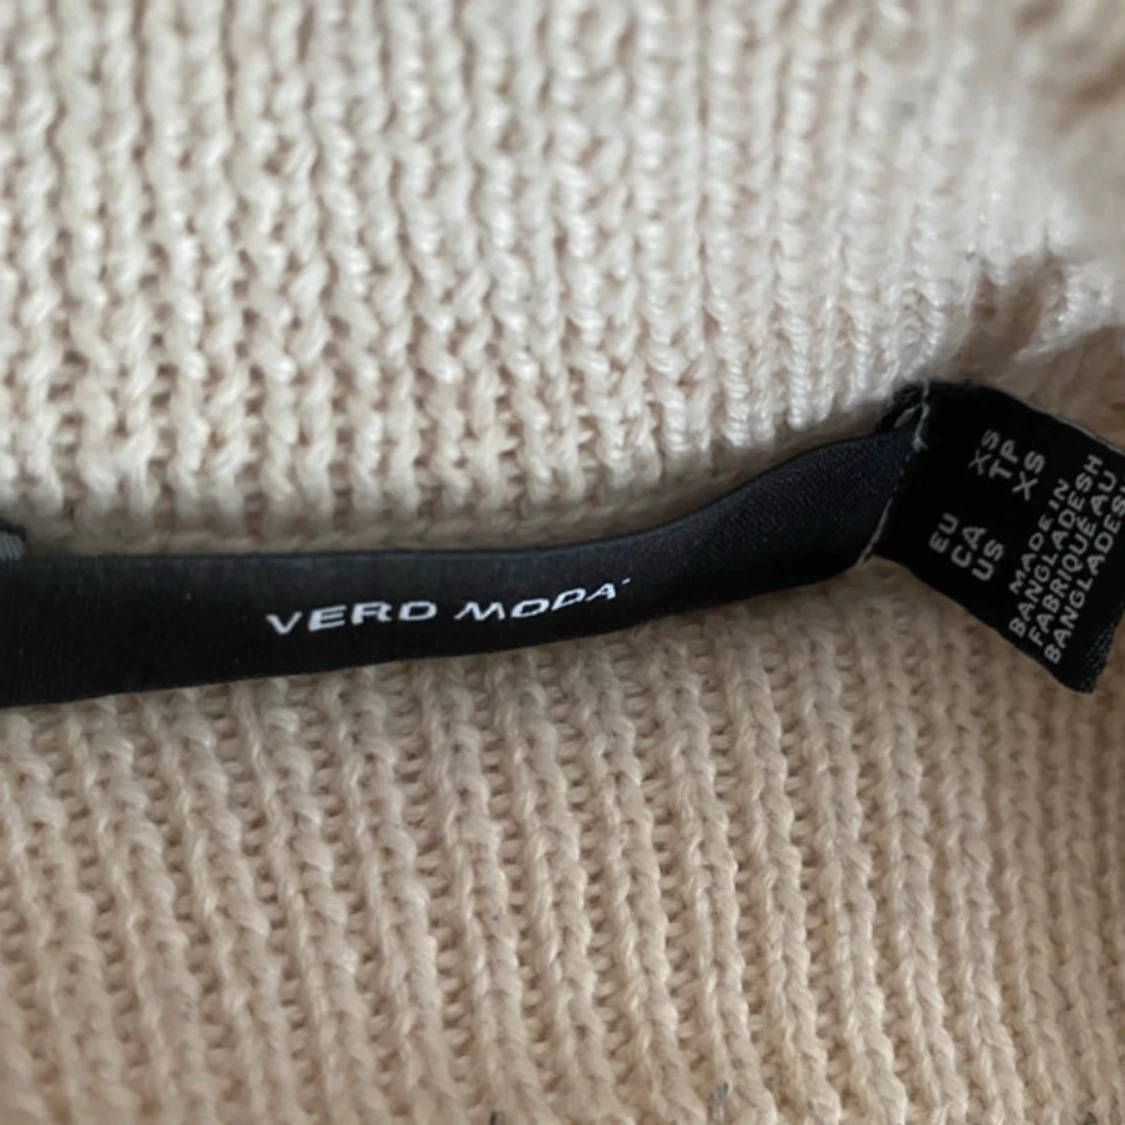 VERO MODA
EU XS
CA TP
US XS
MADE IN
BANGLADESH
FABRIQUÉ AU
BANGLADESH